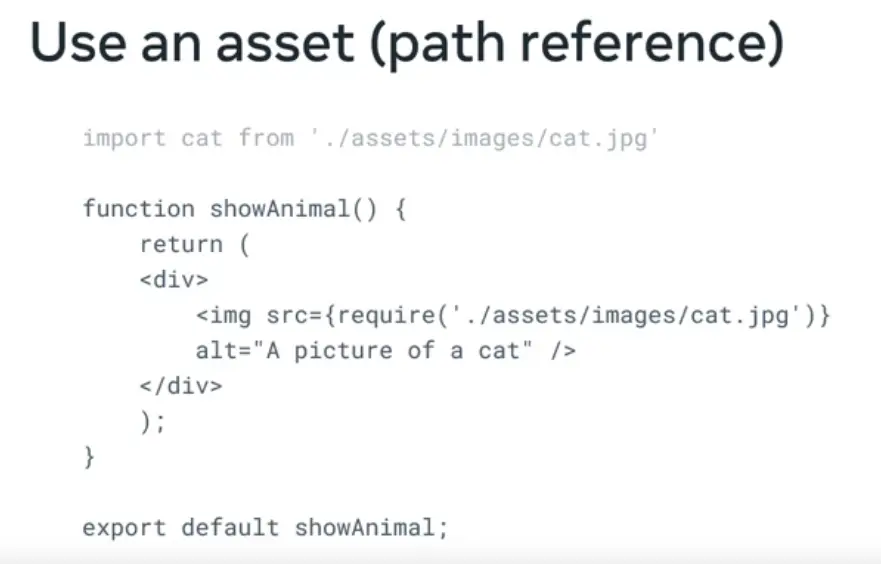 Use an asset (path reference)
import cat from './assets/images/cat.jpg'
function showAnimal() {
return (
<div>
<img src={require('./assets/images/cat.jpg')}
alt="A picture of a cat" />
</div>
);
}
export default showAnimal;